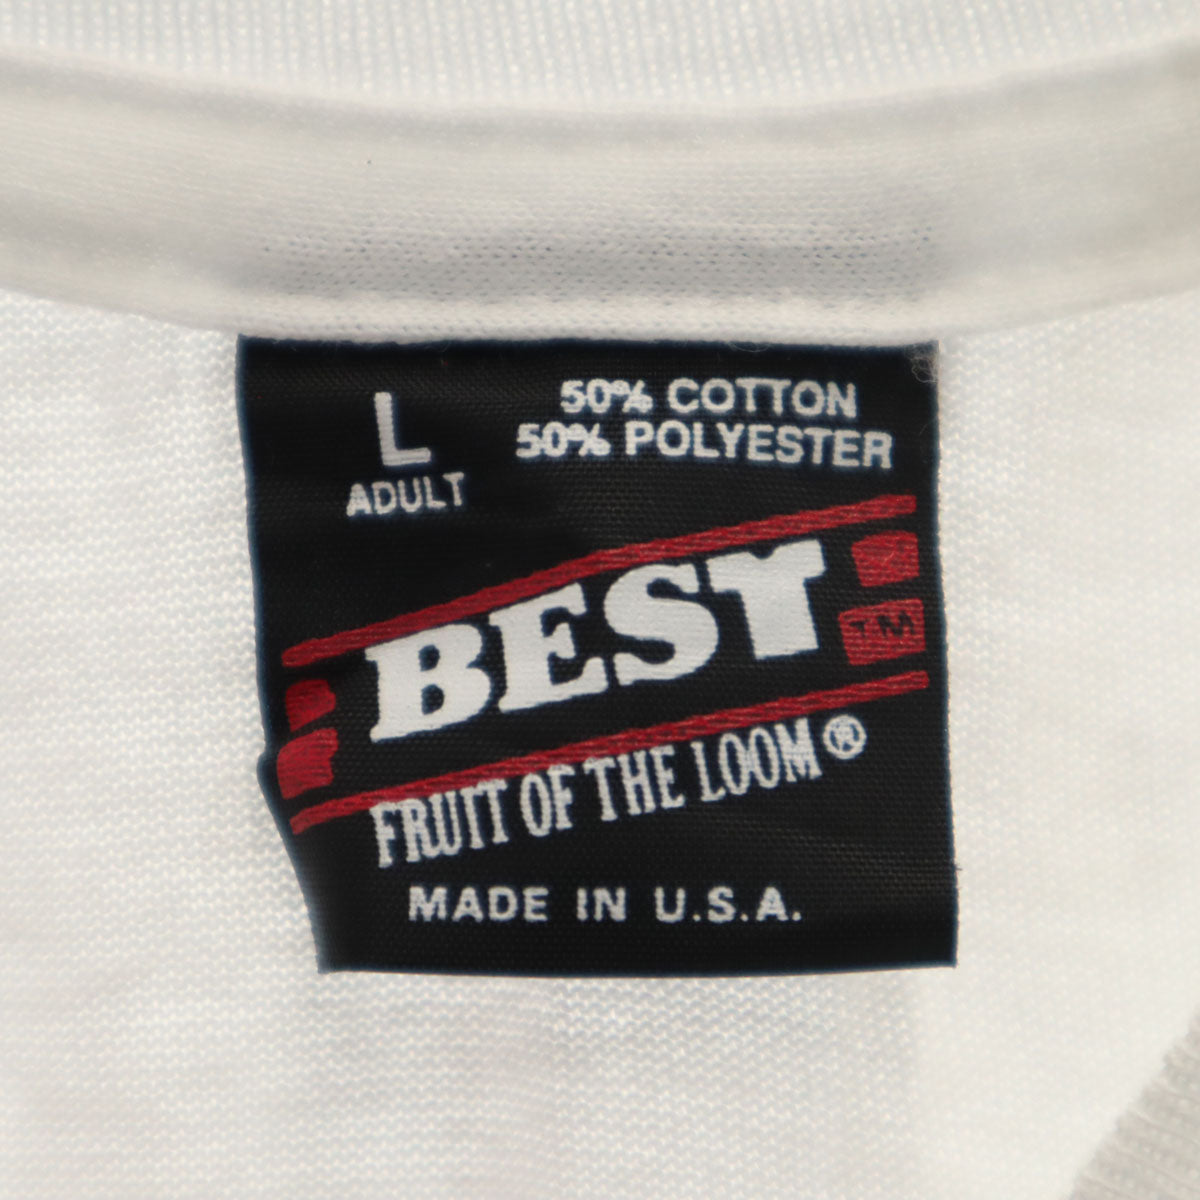 L
ADULT
50% COTTON
50% POLYESTER
BEST
TM
FRUIT OF THE LOOM®
MADE IN U.S.A.